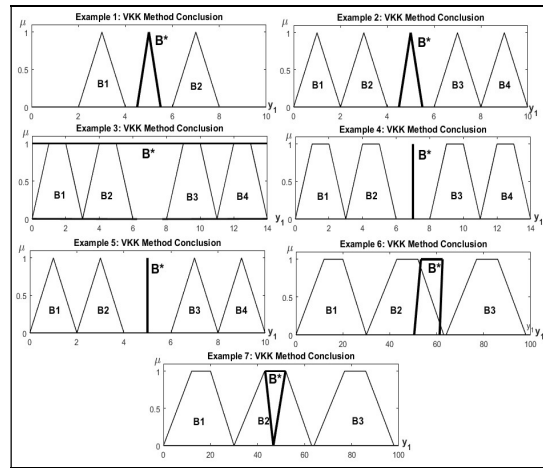 Example 1: VKK Method Conclusion
μ
1
0.5
0
B1
B*
B2
0 2 4 6 8 10
y1
Example 2: VKK Method Conclusion
1
0.5
0
B1 B2
B*
B3 B4
0 2 4 6 8 10
y1
Example 3: VKK Method Conclusion
μ
1
0.5
0
B*
B1 B2 B3 B4
0 2 4 6 8 10 12 14
y1
Example 4: VKK Method Conclusion
1
0.5
0
B*
B1 B2 B3 B4
0 2 4 6 8 10 12 14
y1
Example 5: VKK Method Conclusion
μ
1
0.5
0
B*
B1 B2 B3 B4
0 2 4 6 8 10
y1
Example 6: VKK Method Conclusion
1
0.5
0
B*
B1 B2 B3
y1 y1
0 20 40 60 80 100
Example 7: VKK Method Conclusion
μ
1
0.5
0
B*
B1 B2 B3
0 20 40 60 80 100
y1